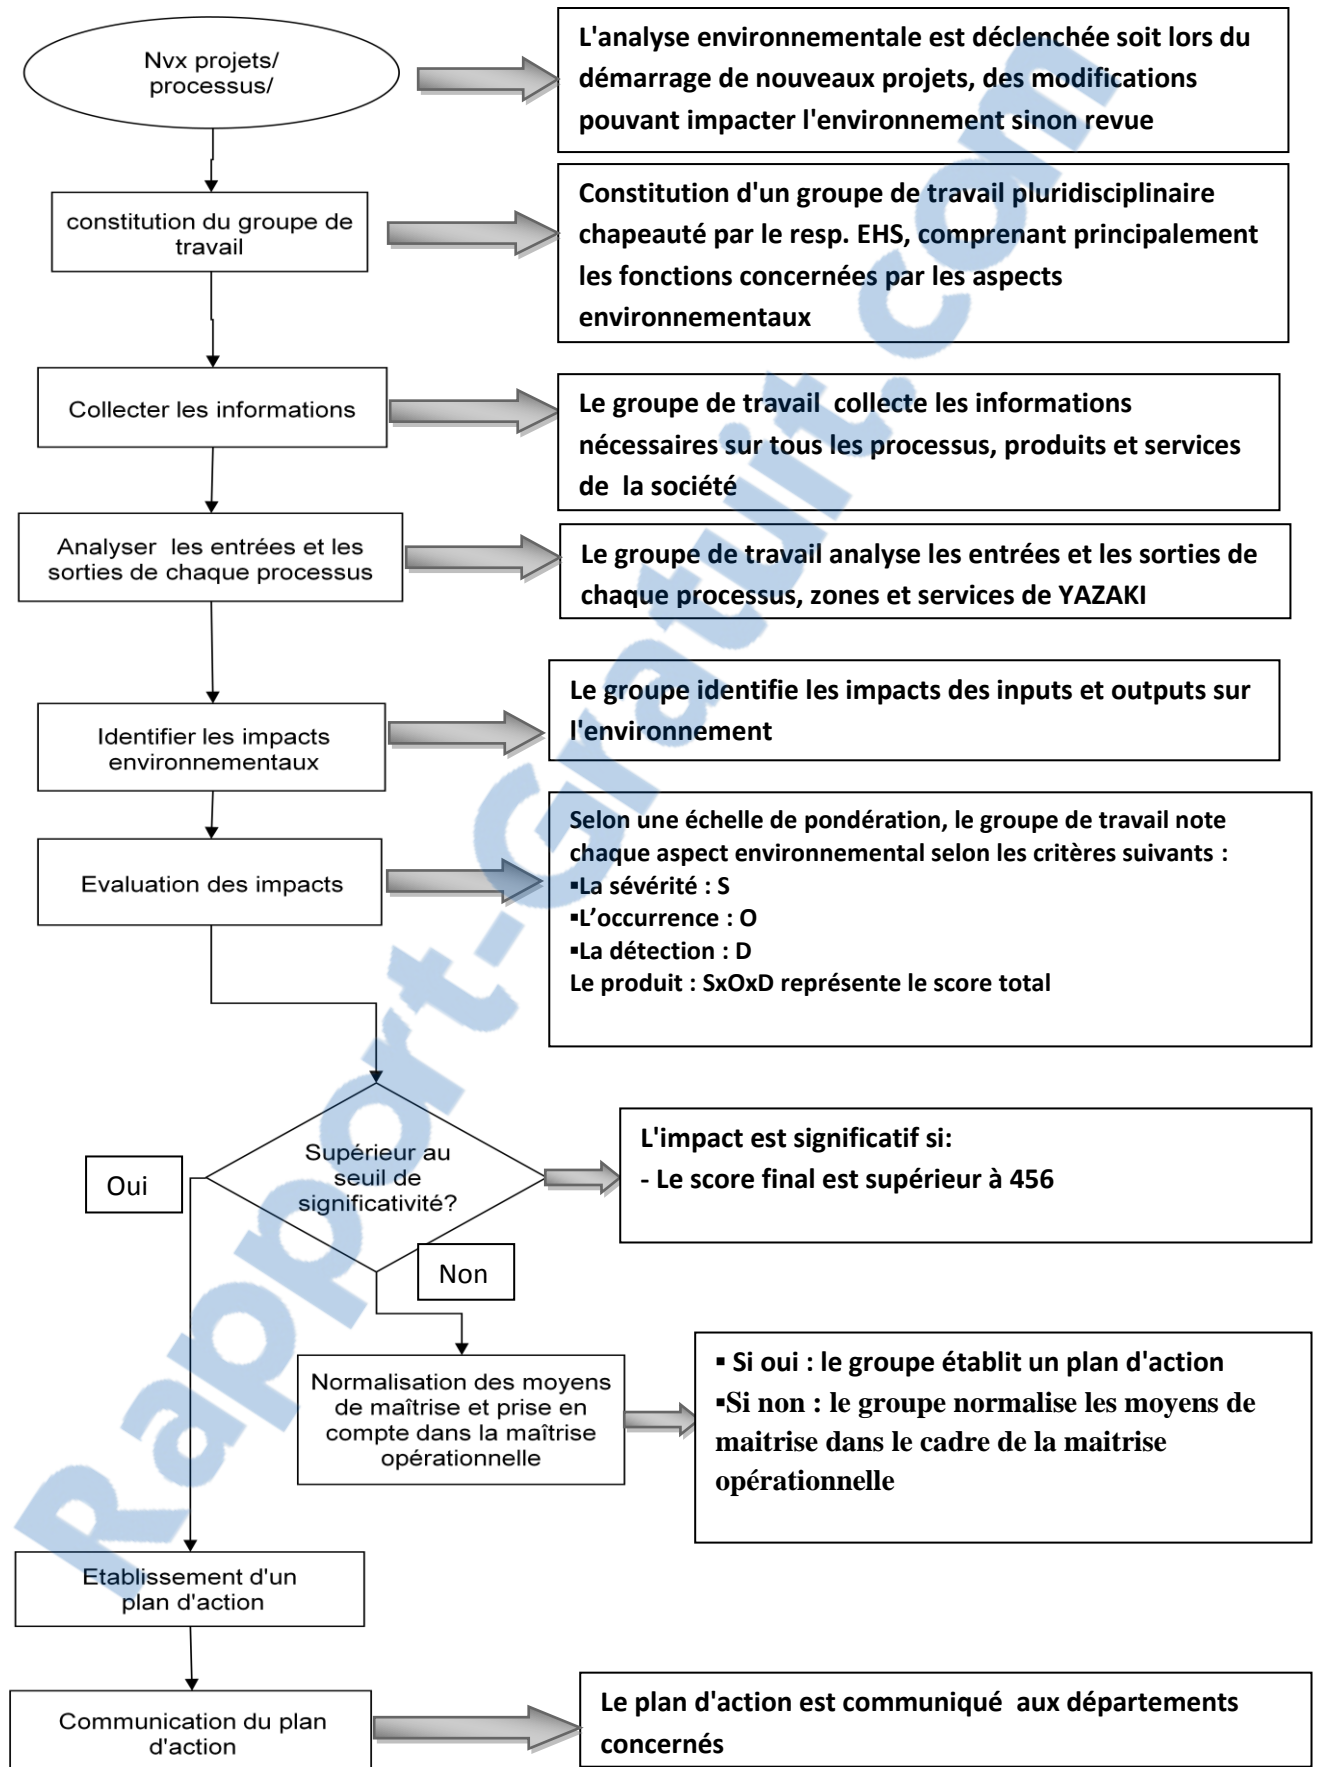 Nvx projets/
processus/
L'analyse environnementale est déclenchée soit lors du
démarrage de nouveaux projets, des modifications
pouvant impacter l'environnement sinon revue
constitution du groupe de
travail
Constitution d'un groupe de travail pluridisciplinaire
chapeauté par le resp. EHS, comprenant principalement
les fonctions concernées par les aspects
environnementaux
Collecter les informations
Le groupe de travail collecte les informations
nécessaires sur tous les processus, produits et services
de la société
Analyser les entrées et les
sorties de chaque processus
Le groupe de travail analyse les entrées et les sorties de
chaque processus, zones et services de YAZAKI
Identifier les impacts
environnementaux
Le groupe identifie les impacts des inputs et outputs sur
l'environnement
Evaluation des impacts
Selon une échelle de pondération, le groupe de travail note
chaque aspect environnemental selon les critères suivants :
▪La sévérité : S
▪L’occurrence : O
▪La détection : D
Le produit : SxOxD représente le score total
Supérieur au
seuil de
significativité?
L'impact est significatif si:
- Le score final est supérieur à 456
Oui
Non
Normalisation des moyens
de maîtrise et prise en
compte dans la maîtrise
opérationnelle
▪ Si oui : le groupe établit un plan d'action
▪Si non : le groupe normalise les moyens de
maitrise dans le cadre de la maitrise
opérationnelle
Etablissement d'un
plan d'action
Communication du plan
d'action
Le plan d'action est communiqué aux départements
concernés
Rapport-Gratuit.com